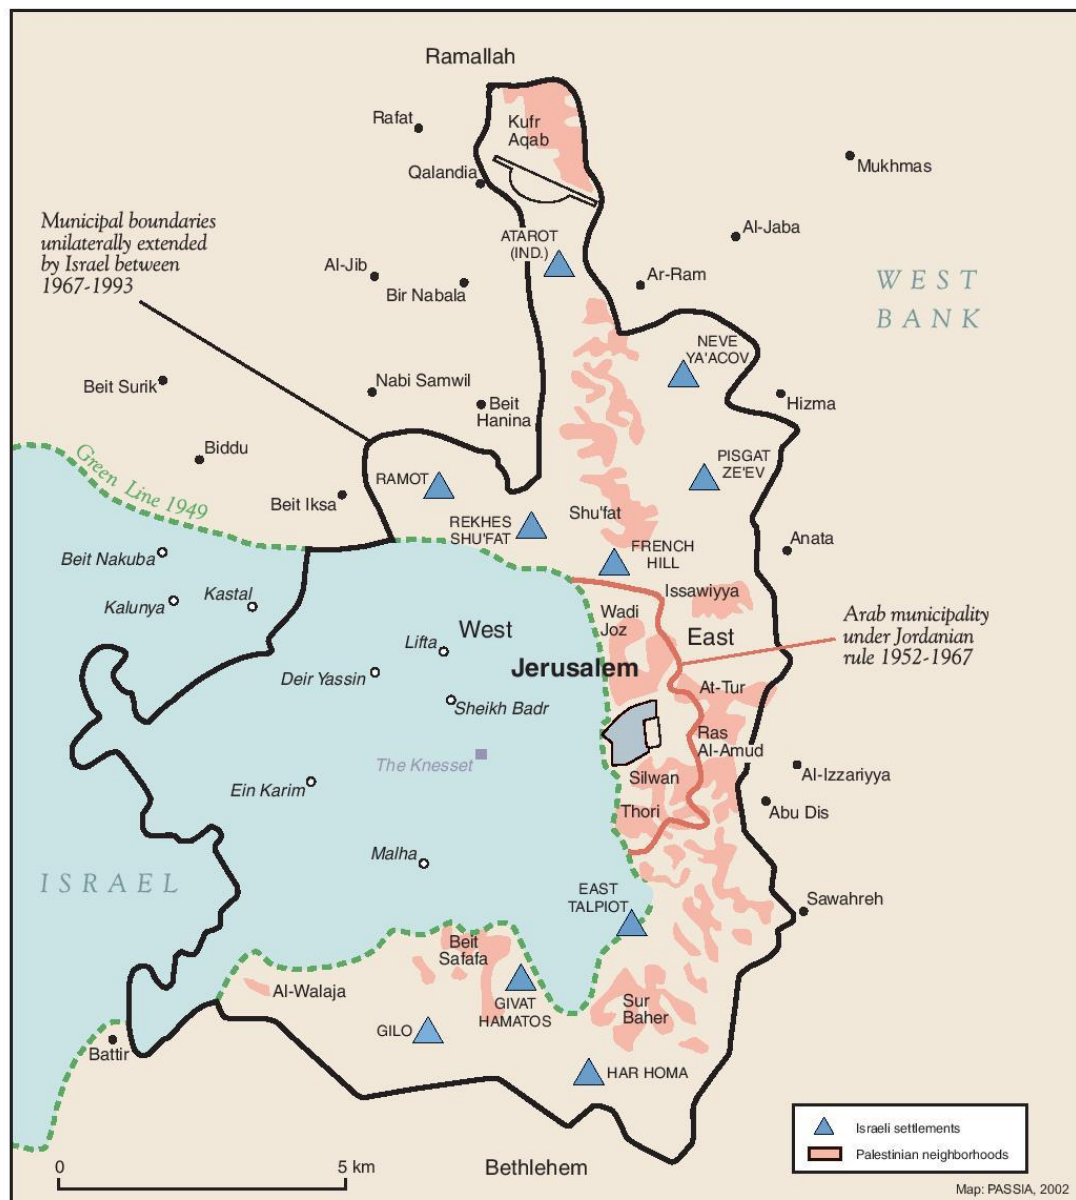 Ramallah
Rafat
Kufr
Aqab
Qalandia
Mukhmas
Municipal boundaries
unilaterally extended
by Israel between
1967-1993
ATAROT
(IND.)
Al-Jaba
Al-Jib
Bir Nabala
Ar-Ram
WEST
BANK
NEVE
YA'ACOV
Beit Surik
Nabi Samwil
Beit
Hanina
Hizma
Green Line 1949
Biddu
RAMOT
PISGAT
ZE'EV
Beit Iksa
REKHES
SHU'FAT
Shu'fat
FRENCH
HILL
Anata
Beit Nakuba
Kalunya
Kastal
Issawiyya
Wadi
Joz
Arab municipality
under Jordanian
rule 1952-1967
Lifta
West
East
Jerusalem
Deir Yassin
Sheikh Badr
At-Tur
Ras
Al-Amud
The Knesset
Silwan
Al-Izzariyya
Ein Karim
Thori
Abu Dis
Malha
ISRAEL
EAST
TALPIOT
Sawahreh
Beit
Safafa
Al-Walaja
GIVAT
HAMATOS
Sur
Baher
GILO
Battir
HAR HOMA
Israeli settlements
Palestinian neighborhoods
0
5 km
Bethlehem
Map: PASSIA, 2002